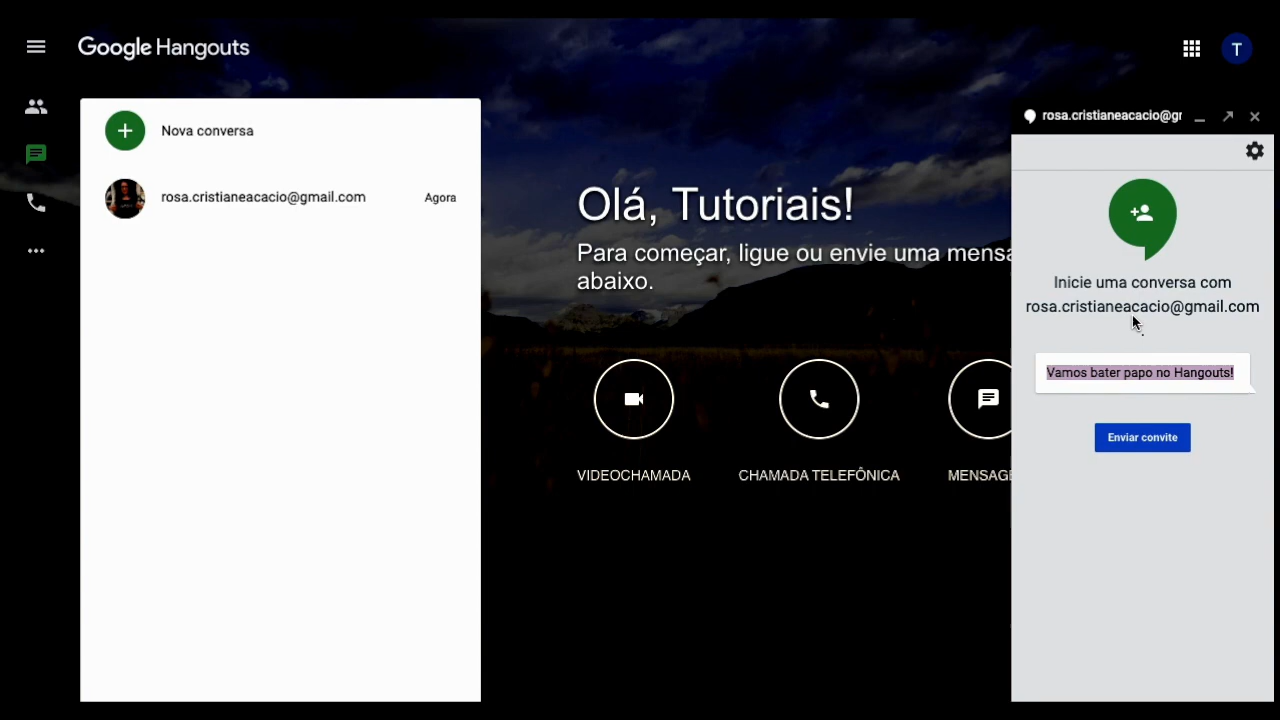 Google Hangouts
T
Nova conversa
rosa.cristianeacacio@gmail.com
Agora
Olá, Tutoriais!
Para começar, ligue ou envie uma mensa
abaixo.
VIDEOCHAMADA
CHAMADA TELEFÔNICA
MENSAGE
rosa.cristianeacacio@gr
Inicie uma conversa com
rosa.cristianeacacio@gmail.com
Vamos bater papo no Hangouts!
Enviar convite